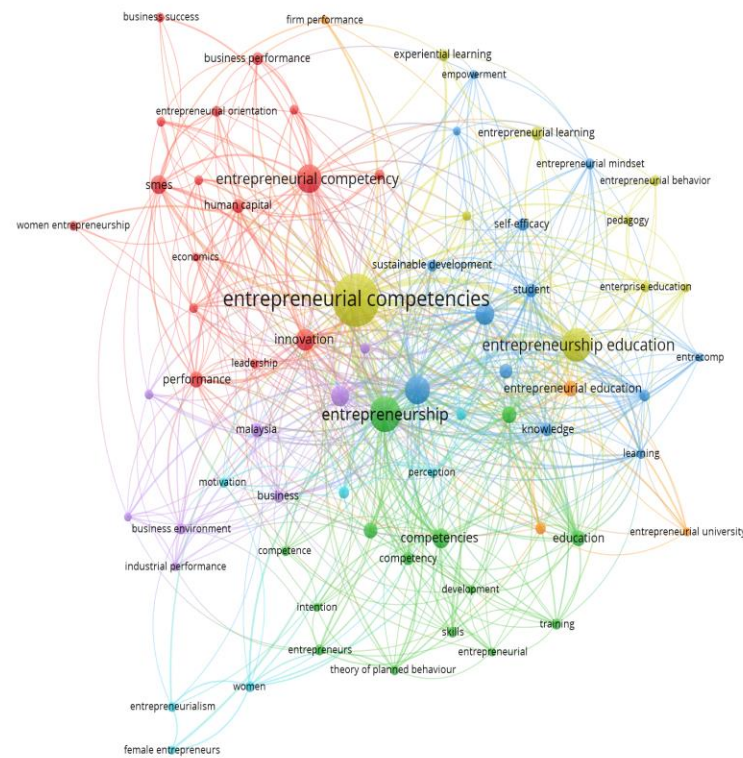 business success
firm performance
business performance
experiential learning
empowerment
entrepreneurial orientation
entrepreneurial learning
entrepreneurial mindset
smes
entrepreneurial competency
entrepreneurial behavior
human capital
women entrepreneurship
self-efficacy
pedagogy
economics
sustainable development
entrepreneurial competencies
student
enterprise education
innovation
entrepreneurship education
entrecomp
leadership
performance
entrepreneurial education
entrepreneurship
malaysia
knowledge
learning
motivation
perception
business
business environment
competencies
education
entrepreneurial university
competence
competency
industrial performance
development
intention
skills
training
entrepreneurs
entrepreneurial
theory of planned behaviour
women
entrepreneurialism
female entrepreneurs